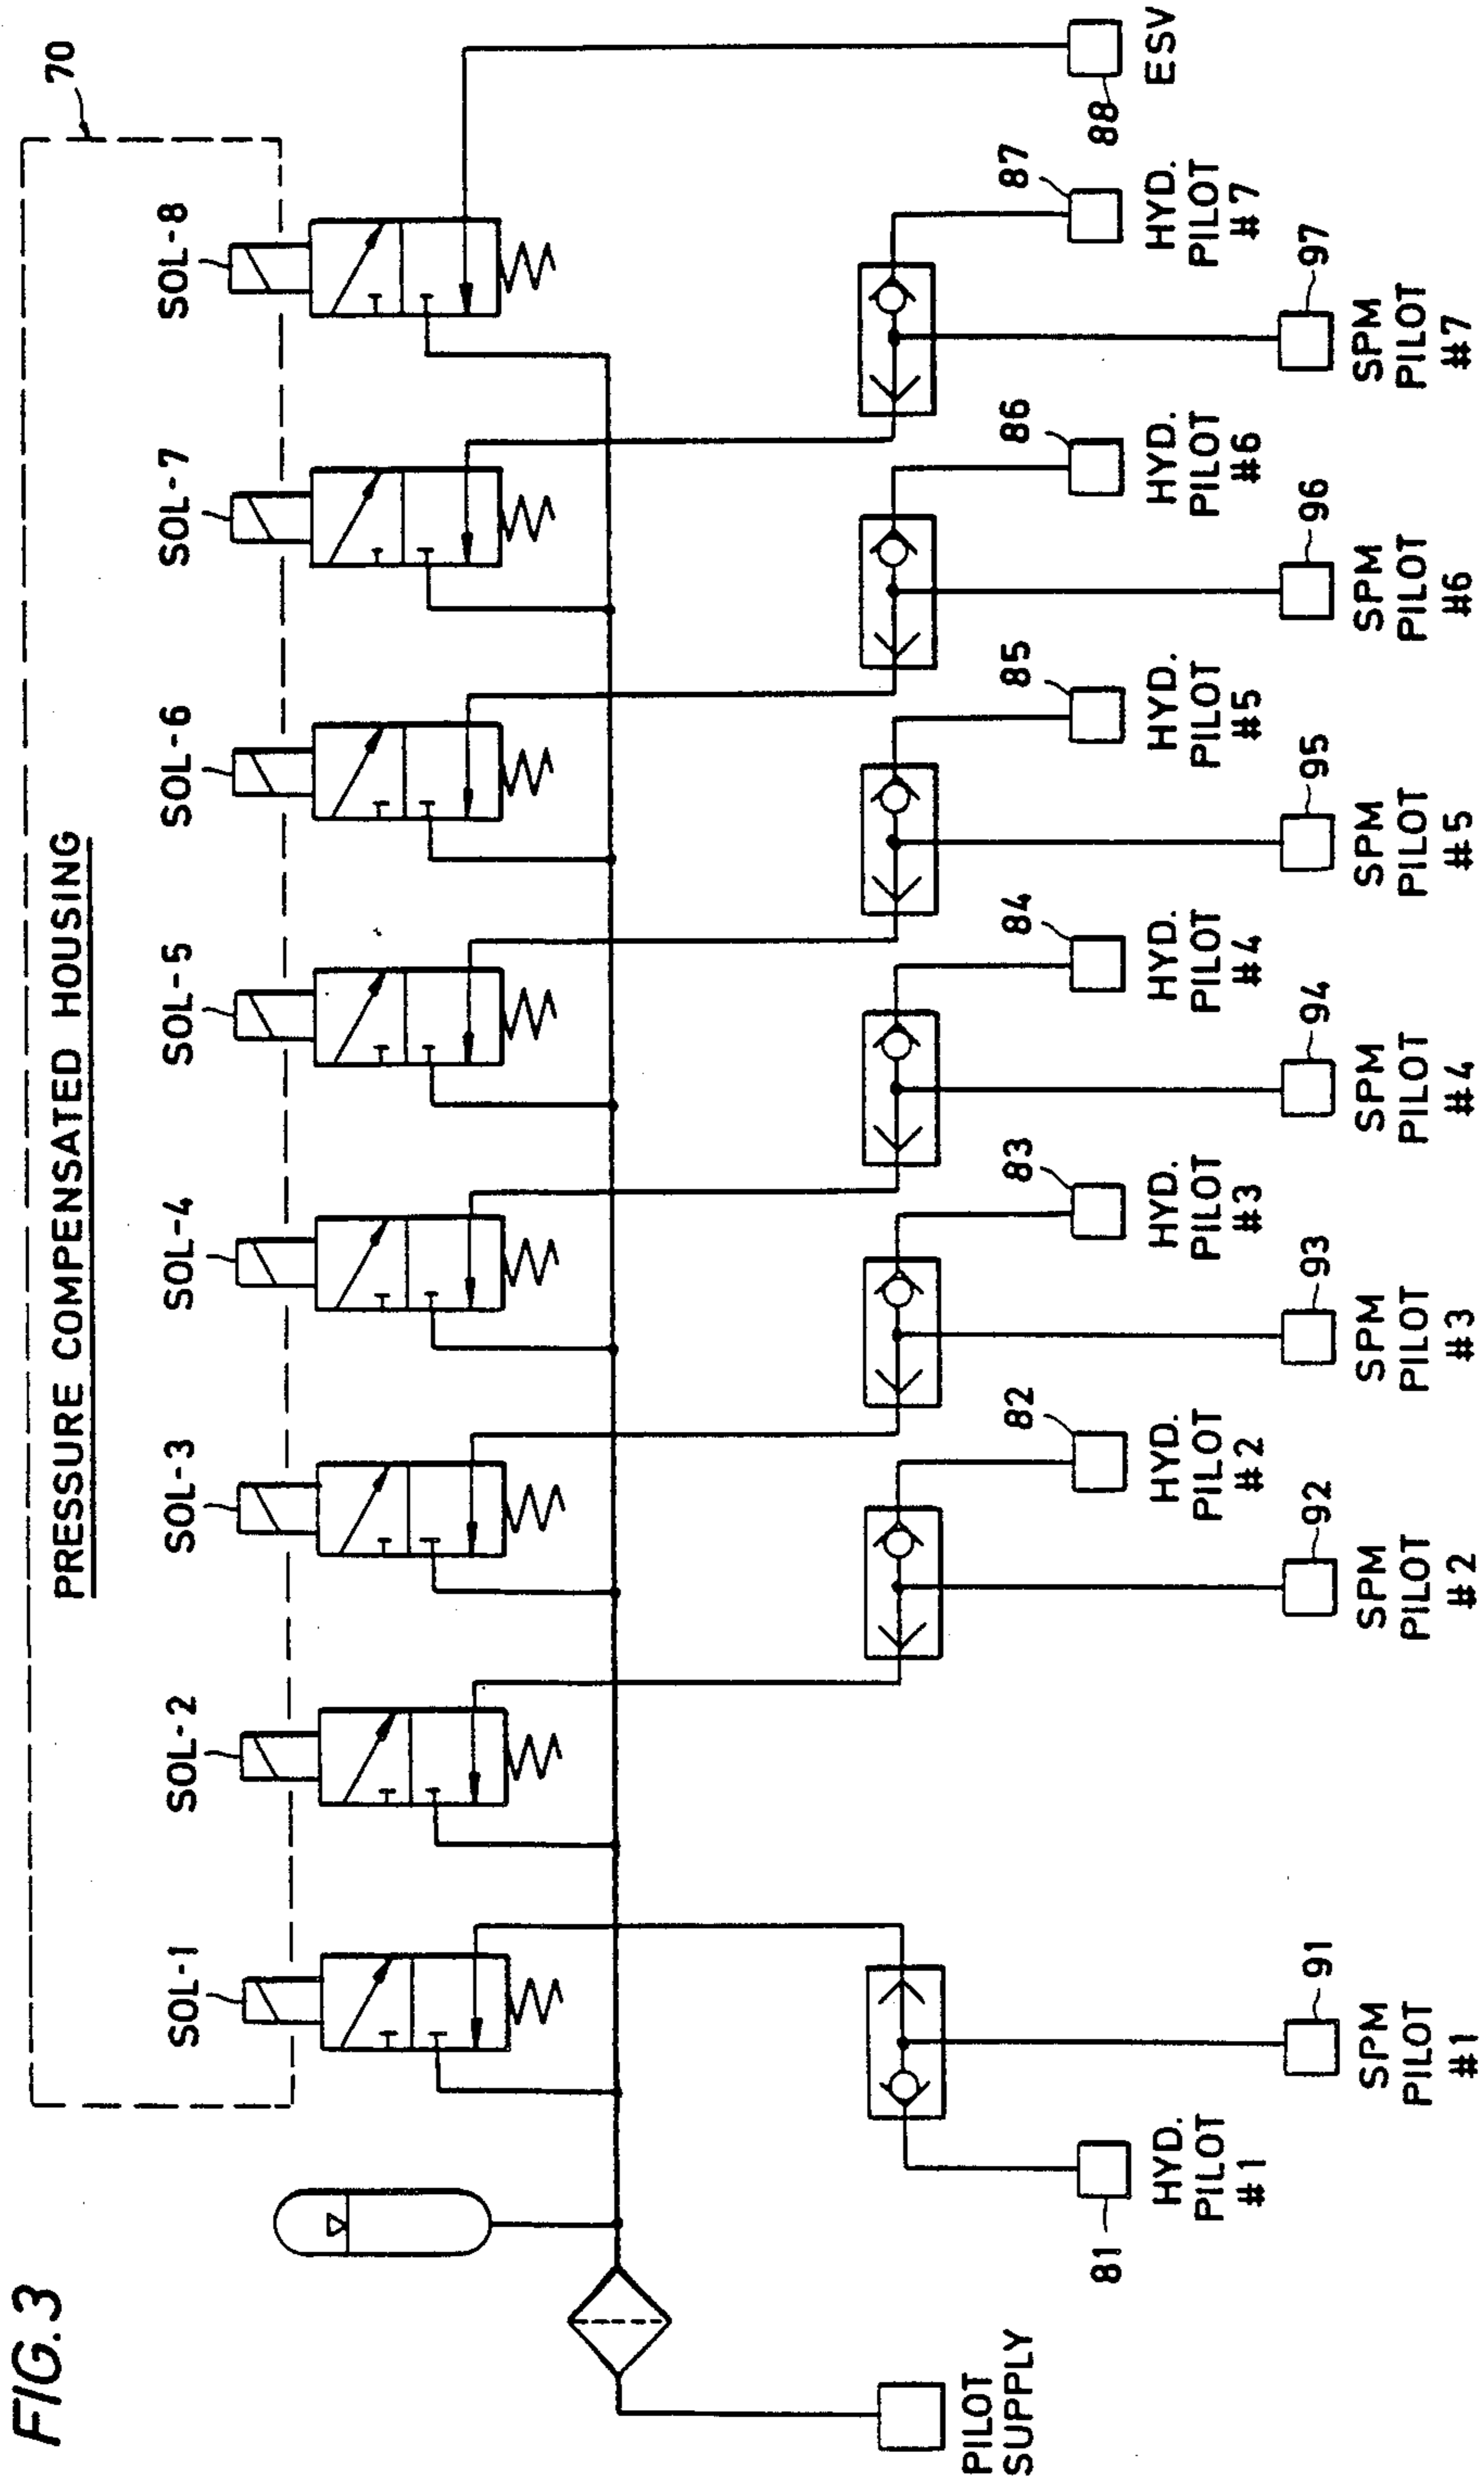 FIG. 3
PRESSURE COMPENSATED HOUSING
70
SOL-1
SOL-2
SOL-3
SOL-4
SOL-5
SOL-6
SOL-7
SOL-8
PILOT
SUPPLY
81
HYD.
PILOT
#1
91
SPM
PILOT
#1
82
HYD.
PILOT
#2
92
SPM
PILOT
#2
83
HYD.
PILOT
#3
93
SPM
PILOT
#3
84
HYD.
PILOT
#4
94
SPM
PILOT
#4
85
HYD.
PILOT
#5
95
SPM
PILOT
#5
86
HYD.
PILOT
#6
96
SPM
PILOT
#6
87
HYD.
PILOT
#7
97
SPM
PILOT
#7
88
ESV